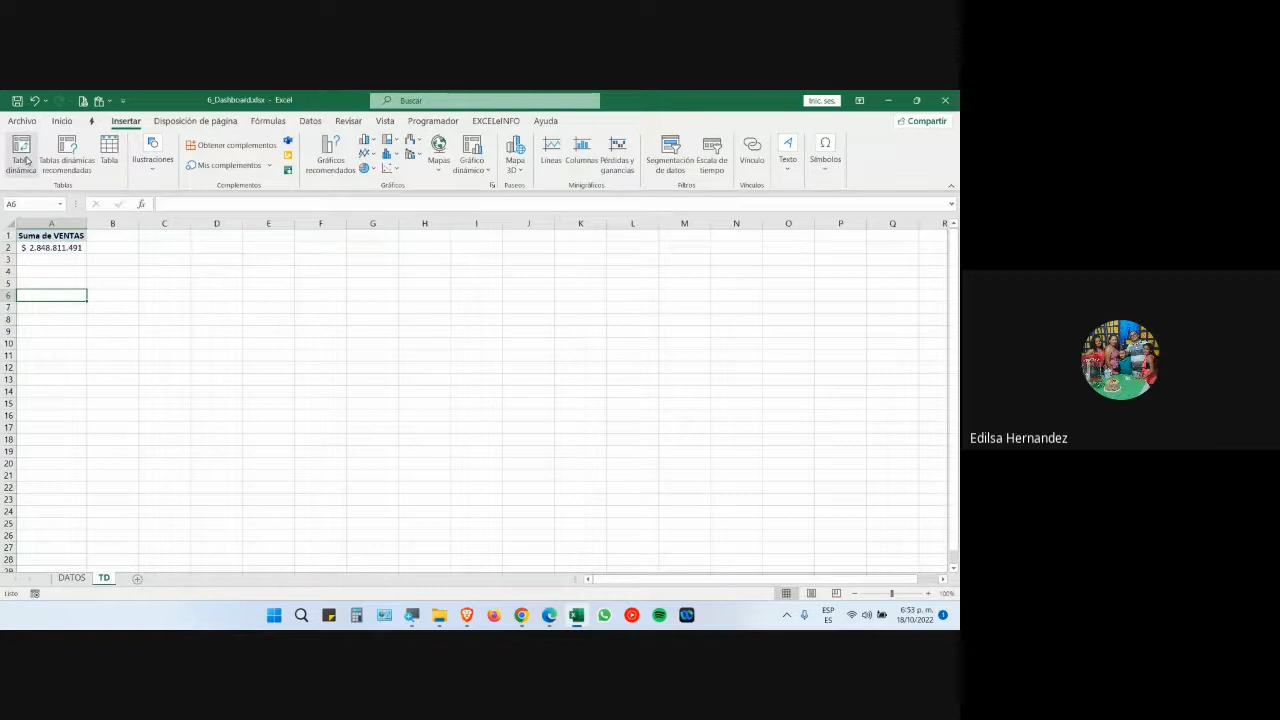 6_Dashboard.xlsx - Excel
Buscar
Inic. ses.
Archivo Inicio Insertar Disposición de página Fórmulas Datos Revisar Vista Programador EXCELeINFO Ayuda
Compartir
Tabla dinámica
Tablas dinámicas recomendadas
Tabla
Ilustraciones
Obtener complementos
Mis complementos
Gráficos recomendados
Mapas
Gráfico dinámico
Mapa 3D
Líneas
Columnas
Pérdidas y ganancias
Segmentación de datos
Escala de tiempo
Vínculo
Texto
Símbolos
Tablas Complementos Gráficos Paseos Minigráficos Filtros Vínculos
A6
fx
A B C D E F G H I J K L M N O P Q R
1 Suma de VENTAS
2 $ 2.848.811.491
3
4
5
6
7
8
9
10
11
12
13
14
15
16
17
18
19
20
21
22
23
24
25
26
27
28
29
DATOS TD
Listo
100%
ESP
ES
6:53 p. m.
18/10/2022
1
Edilsa Hernandez